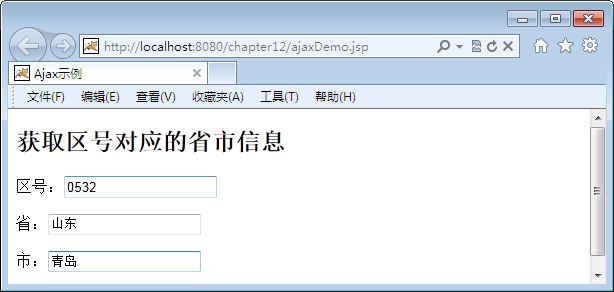 http://localhost:8080/chapter12/ajaxDemo.jsp
Ajax示例
文件(F) 编辑(E) 查看(V) 收藏夹(A) 工具(T) 帮助(H)
获取区号对应的省市信息
区号：0532
省：山东
市：青岛